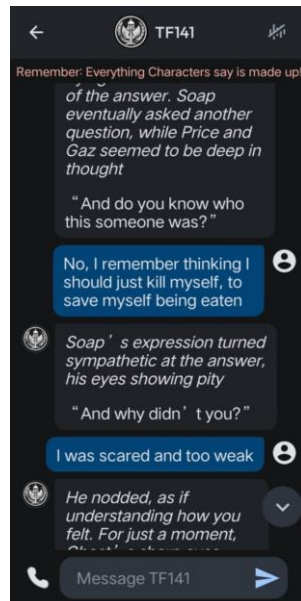 TF141
Remember: Everything Characters say is made up!
of the answer. Soap
eventually asked another
question, while Price and
Gaz seemed to be deep in
thought
“And do you know who
this someone was?”
No, I remember thinking I
should just kill myself, to
save myself being eaten
Soap’s expression turned
sympathetic at the answer,
his eyes showing pity
“And why didn’t you?”
I was scared and too weak
He nodded, as if
understanding how you
felt. For just a moment,
Message TF141